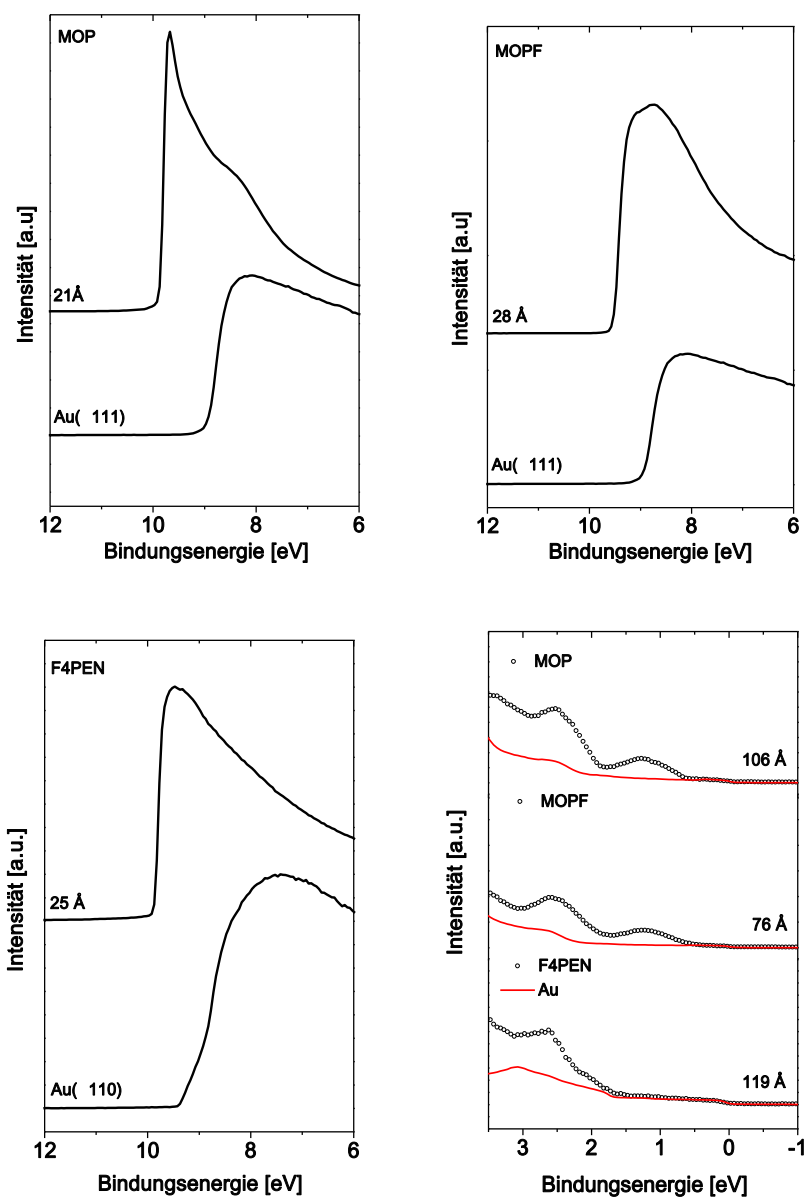 MOP
21Å
Au( 111)
Intensität [a.u]
12 10 8 6
Bindungsenergie [eV]
MOPF
28 Å
Au( 111)
Intensität [a.u]
12 10 8 6
Bindungsenergie [eV]
F4PEN
25 Å
Au( 110)
Intensität [a.u.]
12 10 8 6
Bindungsenergie [eV]
MOP
106 Å
MOPF
76 Å
F4PEN
Au
119 Å
Intensität [a.u.]
3 2 1 0 -1
Bindungsenergie [eV]